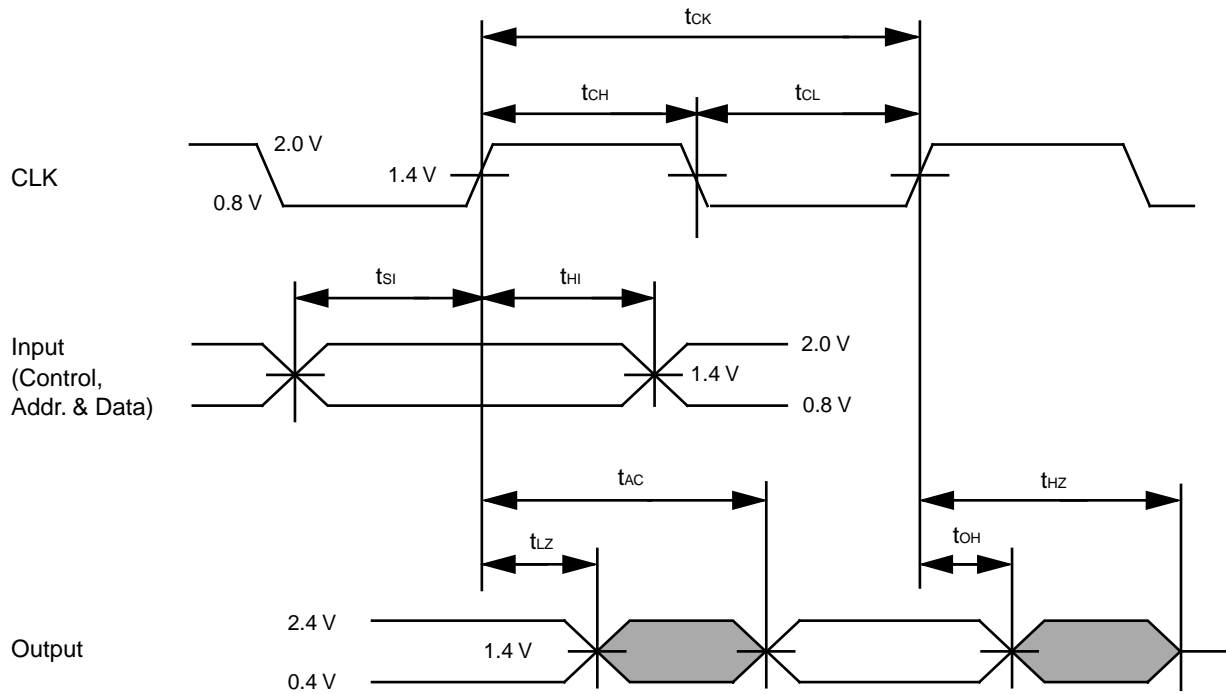 tCK
tCH
tCL
CLK
2.0 V
1.4 V
0.8 V
tSI
tHI
Input
(Control,
Addr. & Data)
2.0 V
1.4 V
0.8 V
tAC
tHZ
tLZ
tOH
Output
2.4 V
1.4 V
0.4 V